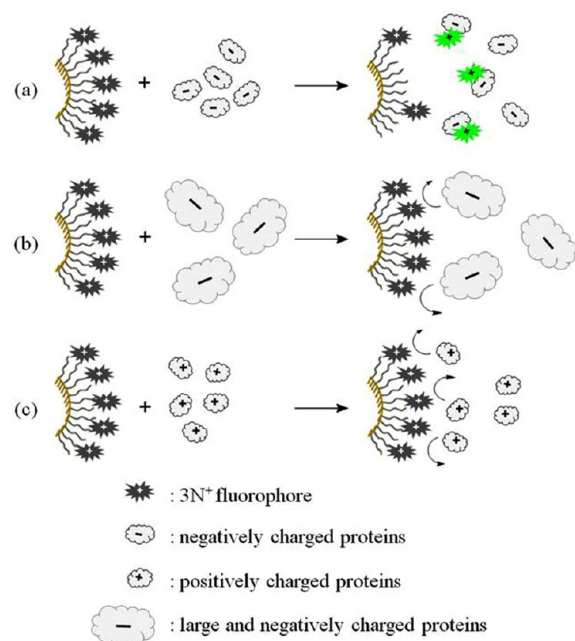 (a) +
(b) +
(c) +
: 3N⁺ fluorophore
: negatively charged proteins
: positively charged proteins
: large and negatively charged proteins